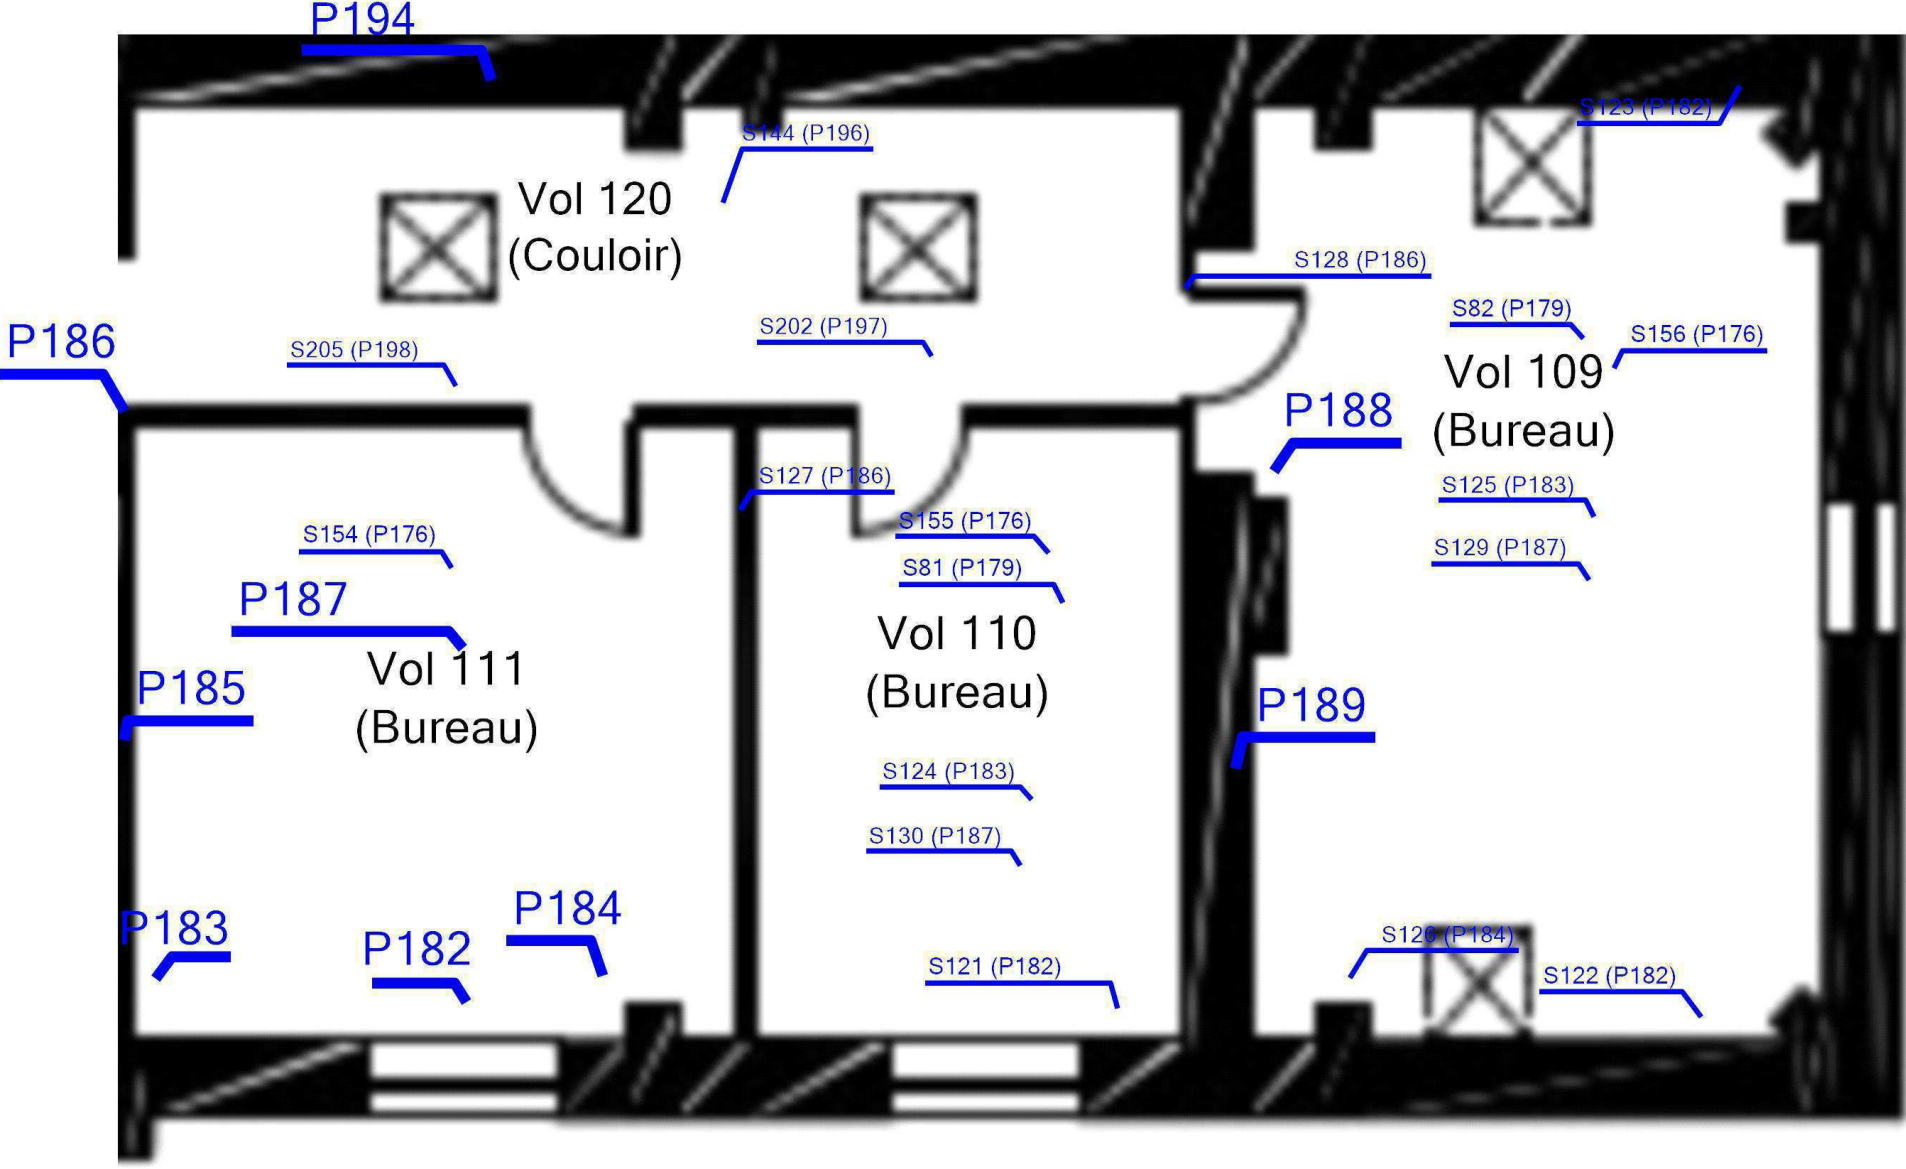 P194
S123 (P182)
S144 (P196)
Vol 120
(Couloir)
S128 (P186)
S82 (P179)
S202 (P197)
S156 (P176)
P186
S205 (P198)
Vol 109
(Bureau)
P188
S127 (P186)
S125 (P183)
S155 (P176)
S154 (P176)
S129 (P187)
S81 (P179)
P187
Vol 110
(Bureau)
Vol 111
(Bureau)
P185
P189
S124 (P183)
S130 (P187)
P184
P183
P182
S126 (P184)
S121 (P182)
S122 (P182)